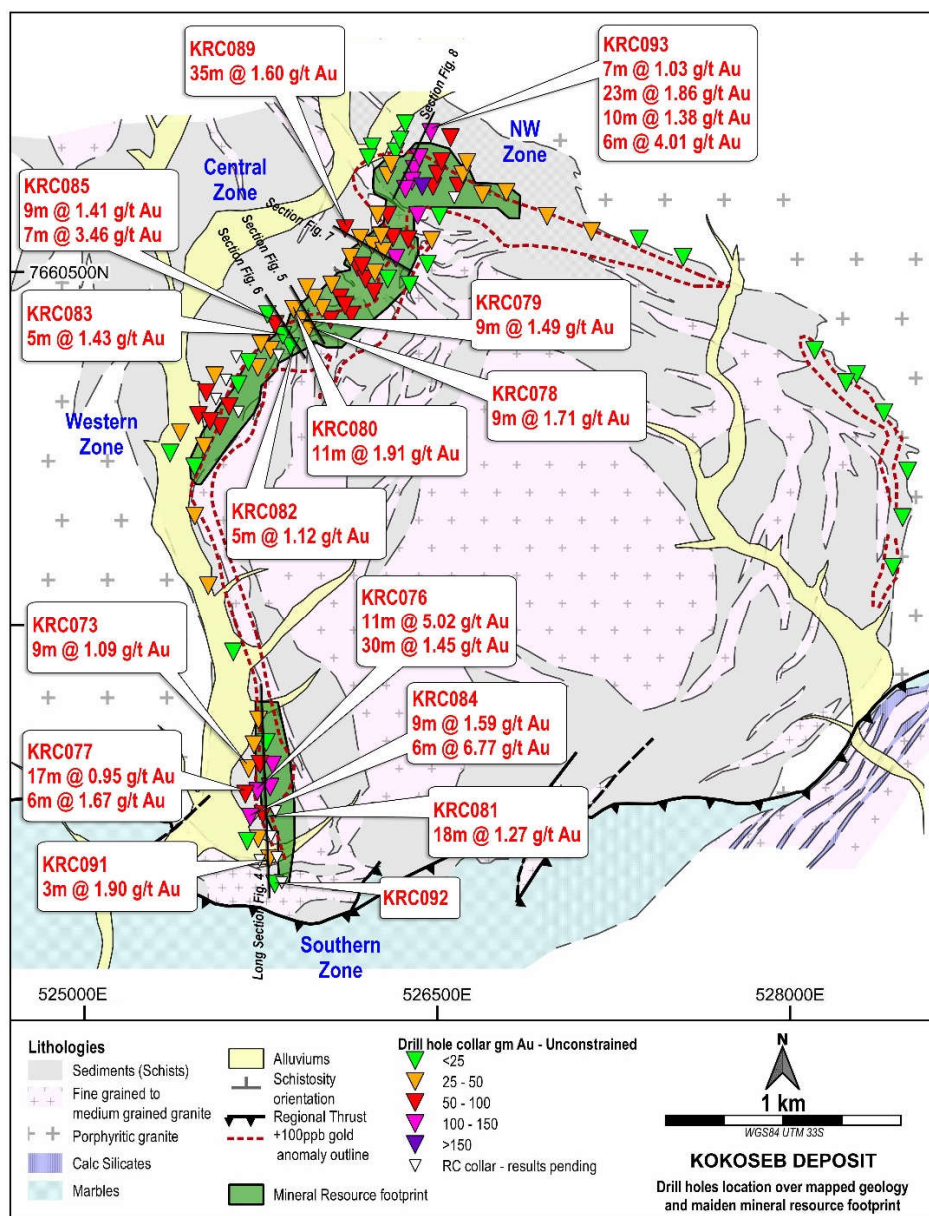 KRC089
35m @ 1.60 g/t Au
Section Fig. 8
KRC093
7m @ 1.03 g/t Au
23m @ 1.86 g/t Au
10m @ 1.38 g/t Au
6m @ 4.01 g/t Au
NW
Zone
Central
Zone
KRC085
9m @ 1.41 g/t Au
7m @ 3.46 g/t Au
Section Fig. 7
Section Fig. 5
Section Fig. 6
7660500N
KRC083
5m @ 1.43 g/t Au
KRC079
9m @ 1.49 g/t Au
KRC078
9m @ 1.71 g/t Au
Western
Zone
KRC080
11m @ 1.91 g/t Au
KRC082
5m @ 1.12 g/t Au
KRC076
11m @ 5.02 g/t Au
30m @ 1.45 g/t Au
KRC073
9m @ 1.09 g/t Au
KRC084
9m @ 1.59 g/t Au
6m @ 6.77 g/t Au
KRC077
17m @ 0.95 g/t Au
6m @ 1.67 g/t Au
KRC081
18m @ 1.27 g/t Au
KRC091
3m @ 1.90 g/t Au
KRC092
Long Section Fig. 4
Southern
Zone
525000E
526500E
528000E
Lithologies
Sediments (Schists)
Fine grained to
medium grained granite
Porphyritic granite
Calc Silicates
Marbles
Alluviums
Schistosity
orientation
Regional Thrust
+100ppb gold
anomaly outline
Mineral Resource footprint
Drill hole collar gm Au - Unconstrained
<25
25 - 50
50 - 100
100 - 150
>150
RC collar - results pending
N
1 km
WGS84 UTM 33S
KOKOSEB DEPOSIT
Drill holes location over mapped geology
and maiden mineral resource footprint